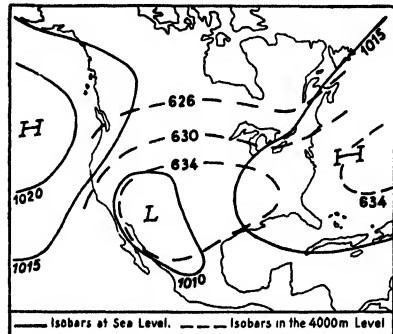 1015
626
630
H
634
H
1020
L
634
1015
1010
Isobars at Sea Level. Isobars in the 4000m Level